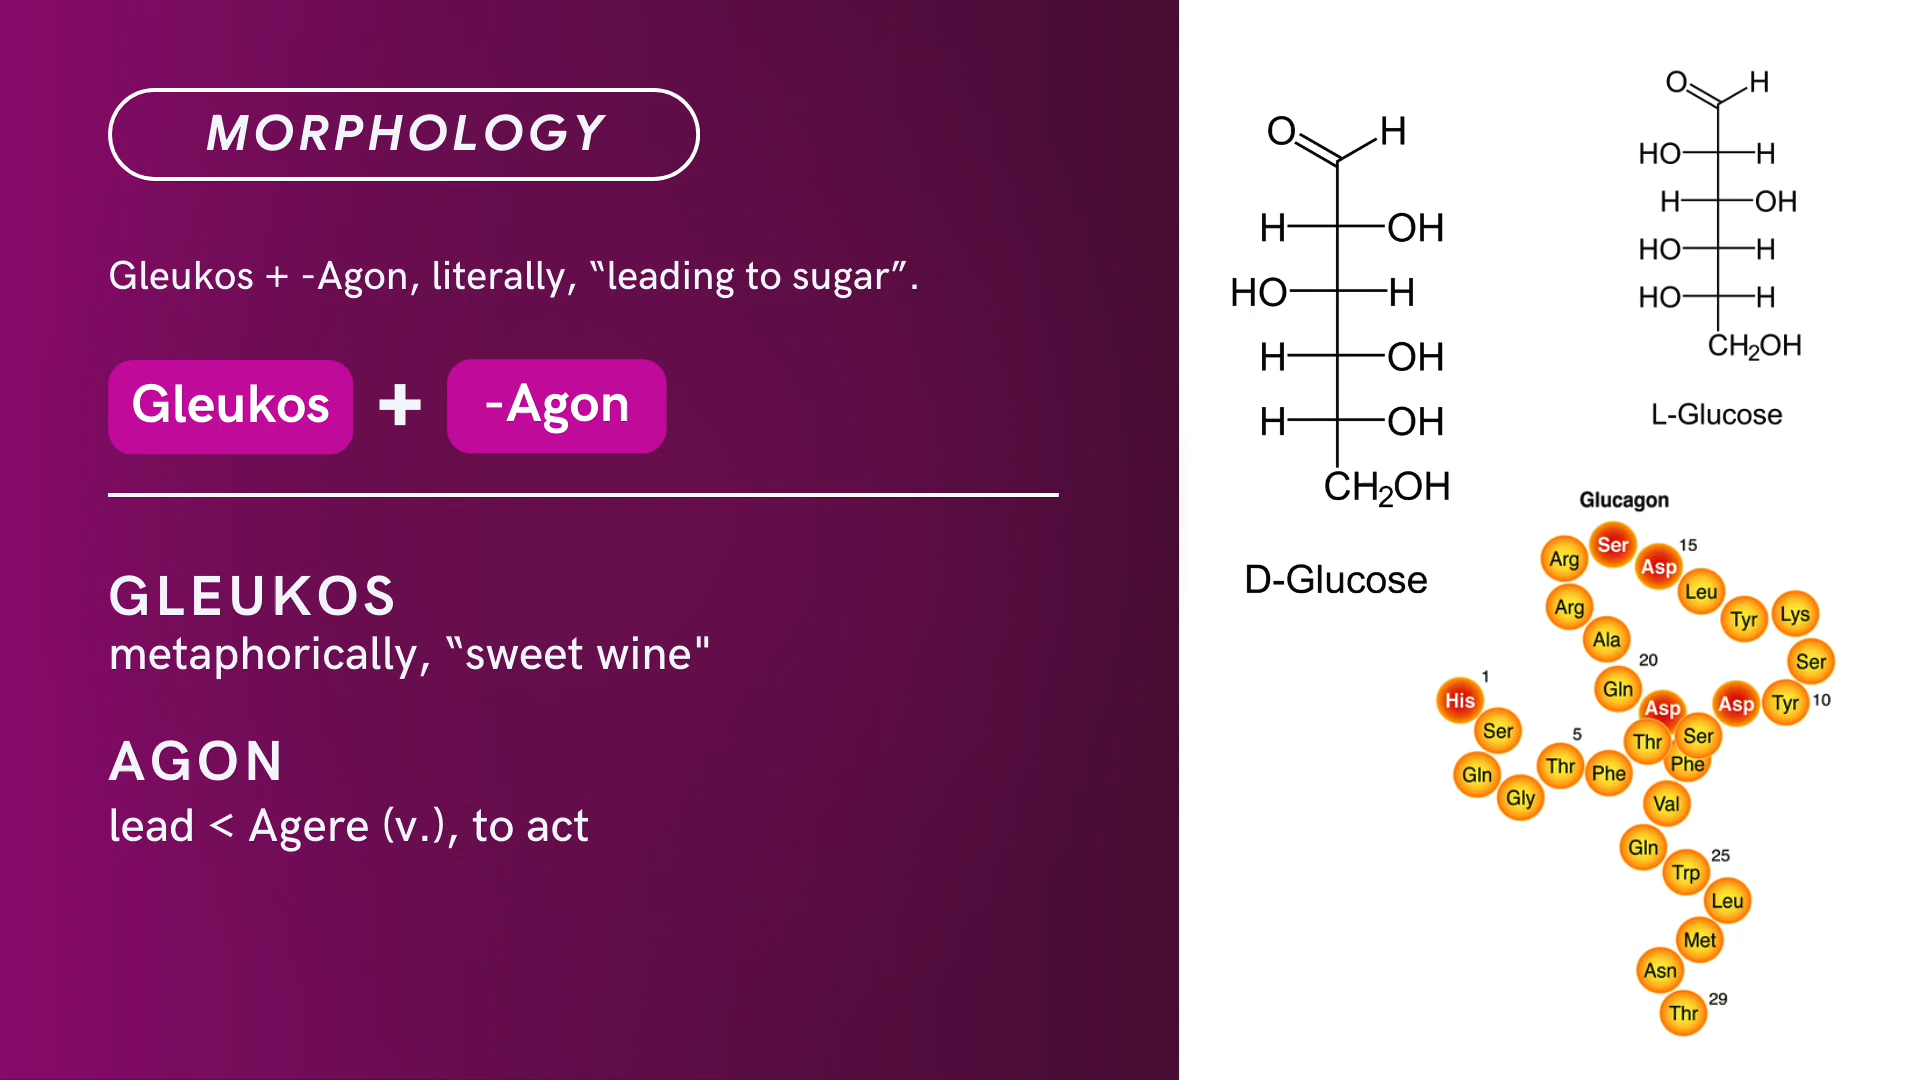 MORPHOLOGY
Gleukos + -Agon, literally, “leading to sugar”.
Gleukos + -Agon
GLEUKOS
metaphorically, “sweet wine"
AGON
lead < Agere (v.), to act
O H
H OH
HO H
H OH
H OH
CH₂OH
D-Glucose
O H
HO H
H OH
HO H
HO H
CH₂OH
L-Glucose
Glucagon
1
His
Ser
Gln
Gly
5
Thr
Phe
Thr
Ser
Asp
Tyr 10
Ser
Lys
Tyr
Leu
15
Asp
Ser
Arg
Arg
Ala
20
Gln
Asp
Phe
Val
Gln
25
Trp
Leu
Met
Asn
29
Thr